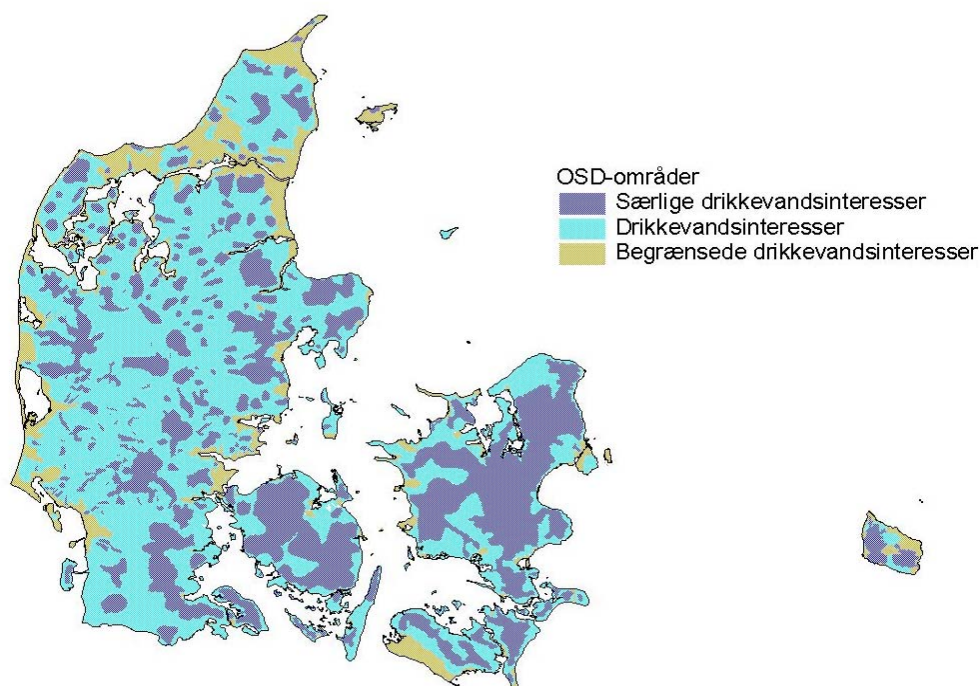 OSD-områder
Særlige drikkevandsinteresser
Drikkevandsinteresser
Begrænsede drikkevandsinteresser